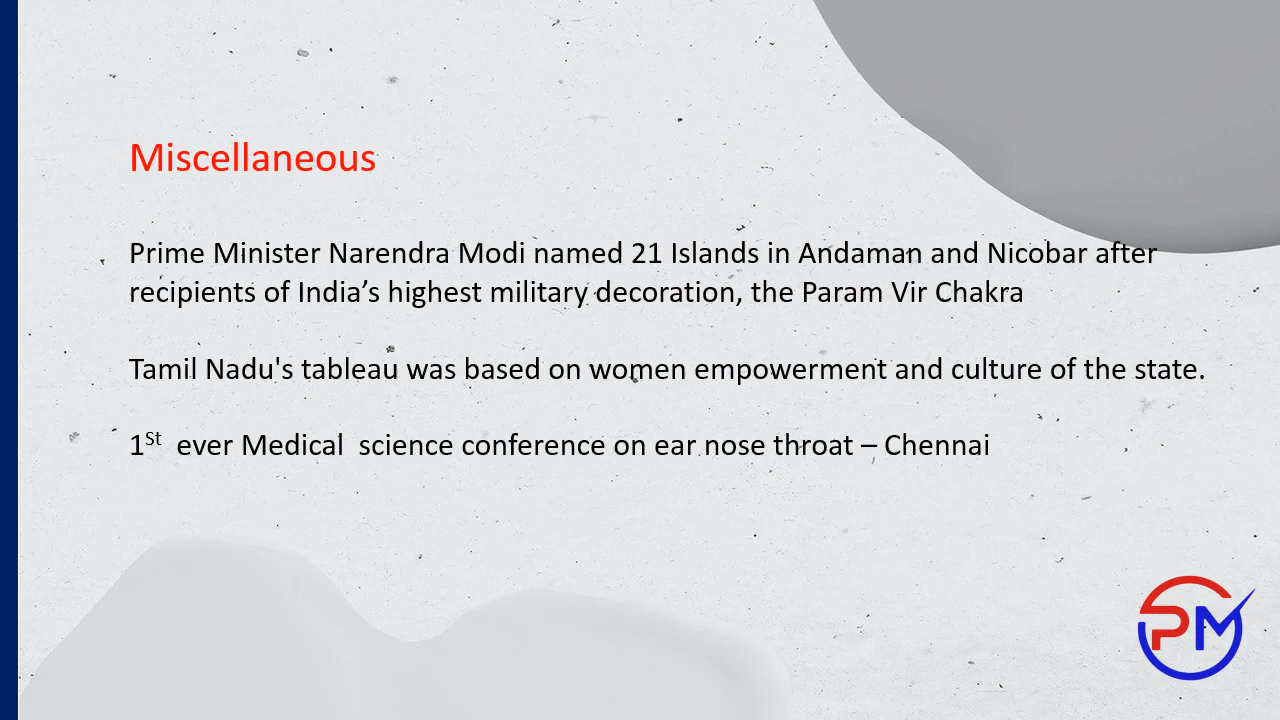 Miscellaneous
Prime Minister Narendra Modi named 21 Islands in Andaman and Nicobar after
recipients of India’s highest military decoration, the Param Vir Chakra
Tamil Nadu's tableau was based on women empowerment and culture of the state.
1St  ever Medical  science conference on ear nose throat – Chennai
PM